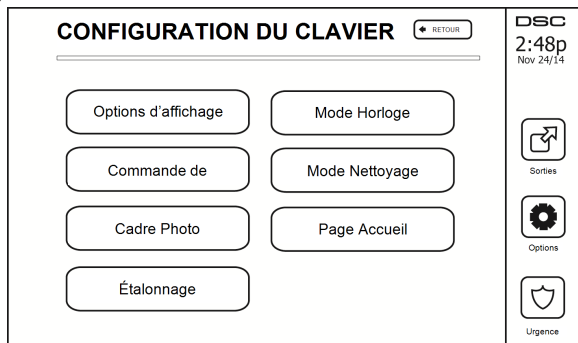 CONFIGURATION DU CLAVIER
RETOUR
DSC
2:48p
Nov 24/14
Options d'affichage
Mode Horloge
Commande de
Mode Nettoyage
Cadre Photo
Page Accueil
Étalonnage
Sorties
Options
Urgence